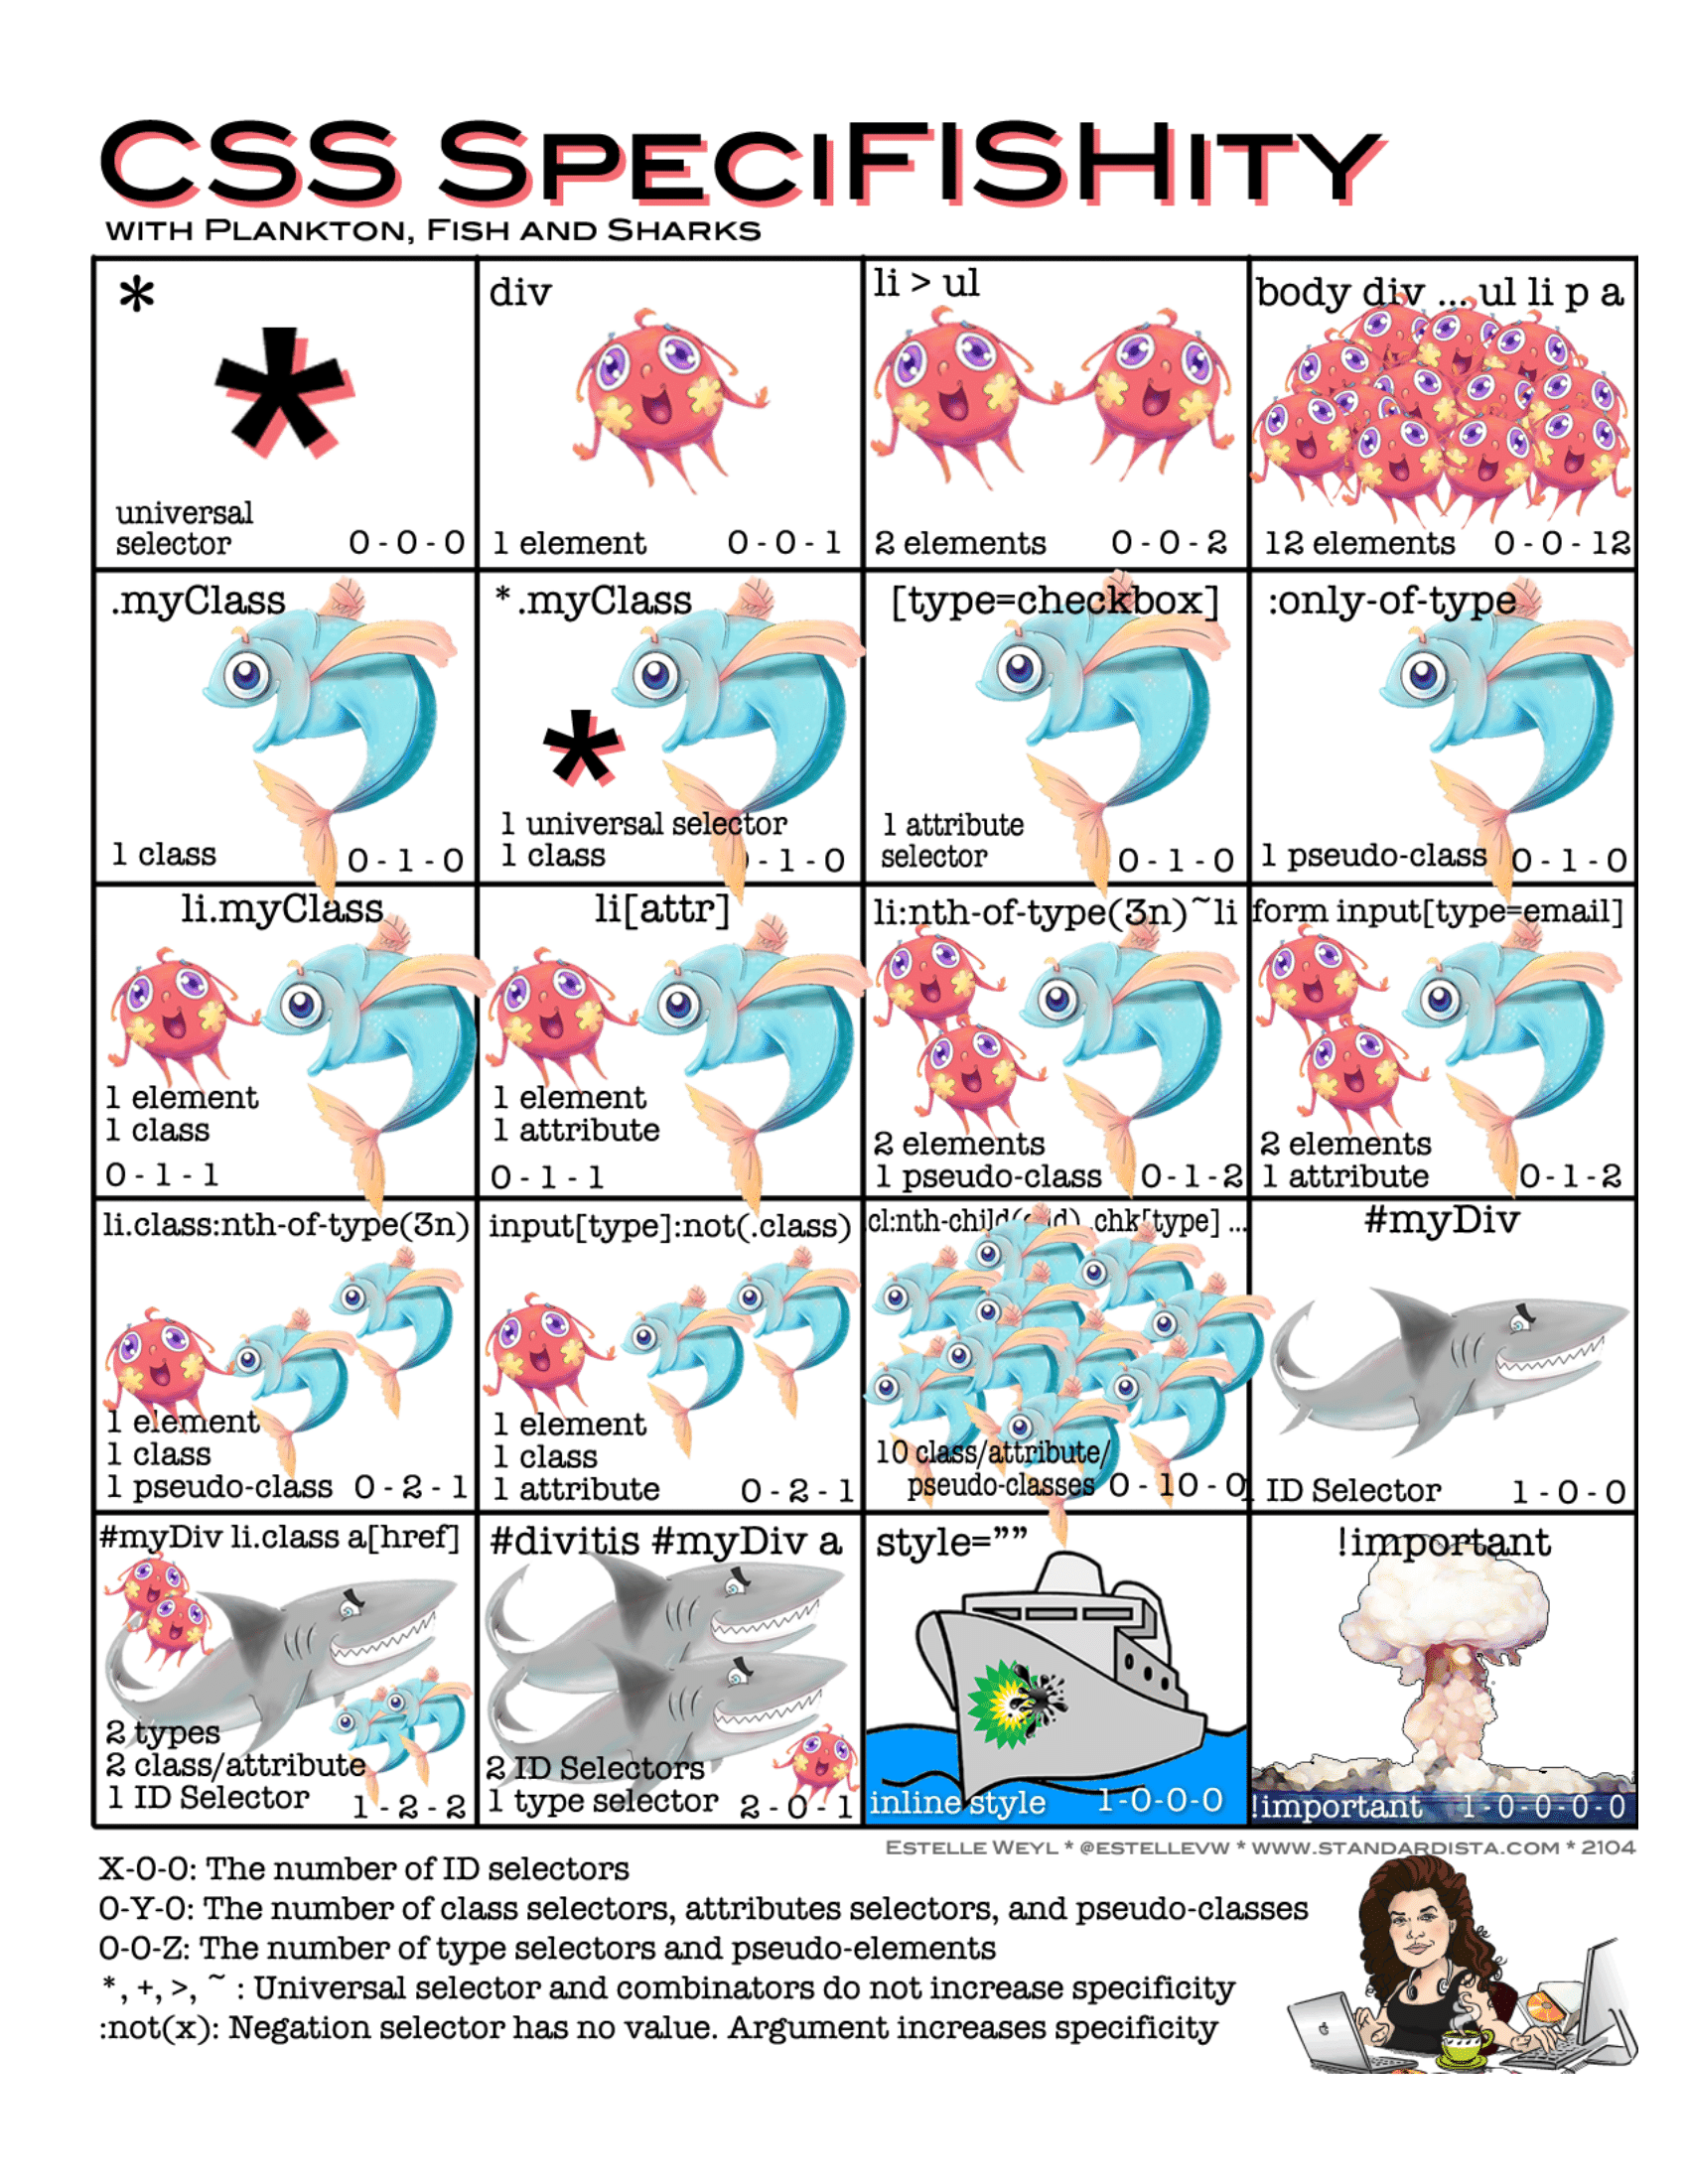 CSS SPECIFISHITY
WITH PLANKTON, FISH AND SHARKS
*
*
universal
selector
0 - 0 - 0
div
1 element
0 - 0 - 1
li > ul
2 elements
0 - 0 - 2
body div ... ul li p a
12 elements
0 - 0 - 12
.myClass
1 class
0 - 1 - 0
* .myClass
*
1 universal selector
1 class
- 1 - 0
[type=checkbox]
1 attribute
selector
0 - 1 - 0
:only-of-type
1 pseudo-class
0 - 1 - 0
li.myClass
1 element
1 class
0 - 1 - 1
li[attr]
1 element
1 attribute
0 - 1 - 1
li:nth-of-type(3n)~li
2 elements
1 pseudo-class 0 - 1 - 2
form input[type=email]
2 elements
1 attribute 0 - 1 - 2
li.class:nth-of-type(3n)
1 element
1 class
1 pseudo-class 0 - 2 - 1
input[type]:not(.class)
1 element
1 class
1 attribute 0 - 2 - 1
.cl:nth-child( .chk[type] ...
10 class/attribute/
pseudo-classes 0 - 10 - 0
#myDiv
ID Selector 1 - 0 - 0
#myDiv li.class a[href]
2 types
2 class/attribute
1 ID Selector 1 - 2 - 2
#divitis #myDiv a
2 ID Selectors
1 type selector 2 - 0 - 1
style=””
inline style 1-0-0-0
!important
!important 1 - 0 - 0 - 0 - 0
ESTELLE WEYL * @ESTELLEVW * WWW.STANDARDISTA.COM * 2104
X-0-0: The number of ID selectors
0-Y-0: The number of class selectors, attributes selectors, and pseudo-classes
0-0-Z: The number of type selectors and pseudo-elements
*, +, >, ~ : Universal selector and combinators do not increase specificity
:not(x): Negation selector has no value. Argument increases specificity